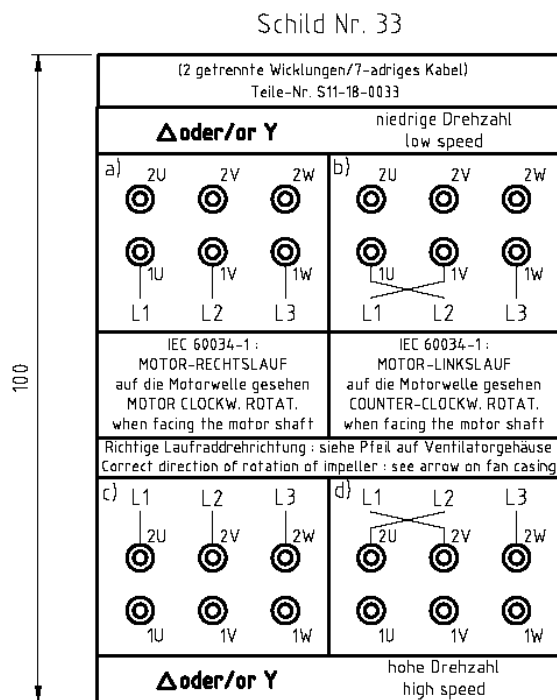 Schild Nr. 33
(2 getrennte Wicklungen/7-adriges Kabel)
Teile-Nr. S11-18-0033
Δ oder/or Y
niedrige Drehzahl
low speed
a) 2U 2V 2W
1U 1V 1W
L1 L2 L3
b) 2U 2V 2W
1U 1V 1W
L1 L2 L3
IEC 60034-1 :
MOTOR-RECHTSLAUF
auf die Motorwelle gesehen
MOTOR CLOCKW. ROTAT.
when facing the motor shaft
IEC 60034-1 :
MOTOR-LINKSLAUF
auf die Motorwelle gesehen
COUNTER-CLOCKW. ROTAT.
when facing the motor shaft
100
Richtige Laufraddrehrichtung : siehe Pfeil auf Ventilatorgehäuse
Correct direction of rotation of impeller : see arrow on fan casing
c) L1 L2 L3
2U 2V 2W
1U 1V 1W
d) L1 L2 L3
2U 2V 2W
1U 1V 1W
Δ oder/or Y
hohe Drehzahl
high speed